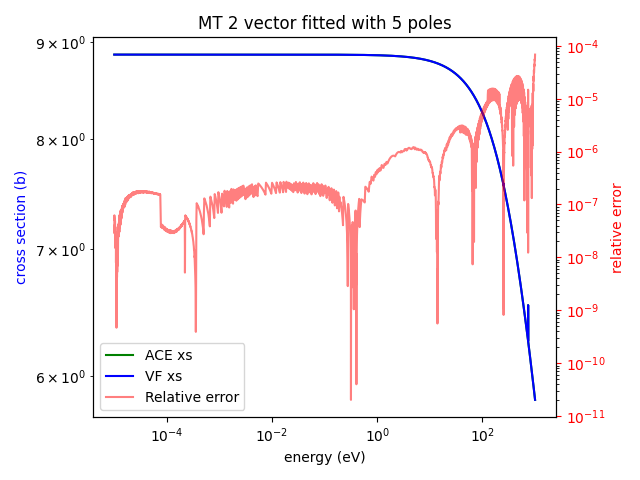 MT 2 vector fitted with 5 poles
9 × 10⁰
8 × 10⁰
7 × 10⁰
6 × 10⁰
cross section (b)
10⁻⁴
10⁻⁵
10⁻⁶
10⁻⁷
10⁻⁸
10⁻⁹
10⁻¹⁰
10⁻¹¹
relative error
ACE xs
VF xs
Relative error
10⁻⁴ 10⁻² 10⁰ 10²
energy (eV)